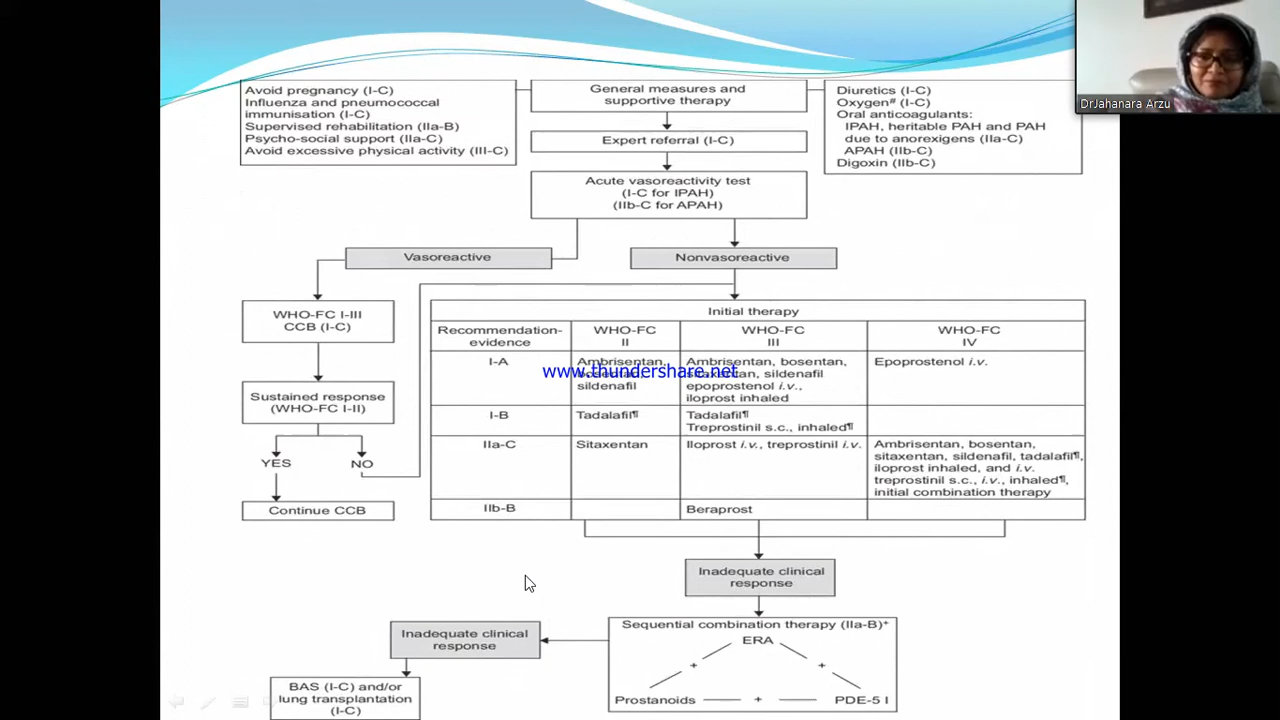 DrJahanara Arzu
Avoid pregnancy (I-C)
Influenza and pneumococcal
immunisation (I-C)
Supervised rehabilitation (IIa-B)
Psycho-social support (IIa-C)
Avoid excessive physical activity (III-C)
General measures and
supportive therapy
Diuretics (I-C)
Oxygen# (I-C)
Oral anticoagulants:
IPAH, heritable PAH and PAH
due to anorexigens (IIa-C)
APAH (IIb-C)
Digoxin (IIb-C)
Expert referral (I-C)
Acute vasoreactivity test
(I-C for IPAH)
(IIb-C for APAH)
Vasoreactive
Nonvasoreactive
WHO-FC I-III
CCB (I-C)
Sustained response
(WHO-FC I-II)
YES
NO
Continue CCB
Initial therapy
Recommendation-
evidence
WHO-FC
II
WHO-FC
III
WHO-FC
IV
I-A
Ambrisentan,
bosentan,
sildenafil
Ambrisentan, bosentan,
sitaxentan, sildenafil
epoprostenol i.v.,
iloprost inhaled
Epoprostenol i.v.
www.thundershare.net
I-B
Tadalafil¶
Tadalafil¶
Treprostinil s.c., inhaled¶
IIa-C
Sitaxentan
Iloprost i.v., treprostinil i.v.
Ambrisentan, bosentan,
sitaxentan, sildenafil, tadalafil¶,
iloprost inhaled, and i.v.
treprostinil s.c., i.v., inhaled¶,
initial combination therapy
IIb-B
Beraprost
Inadequate clinical
response
Sequential combination therapy (IIa-B)+
ERA
+ +
Prostanoids + PDE-5 I
Inadequate clinical
response
BAS (I-C) and/or
lung transplantation
(I-C)